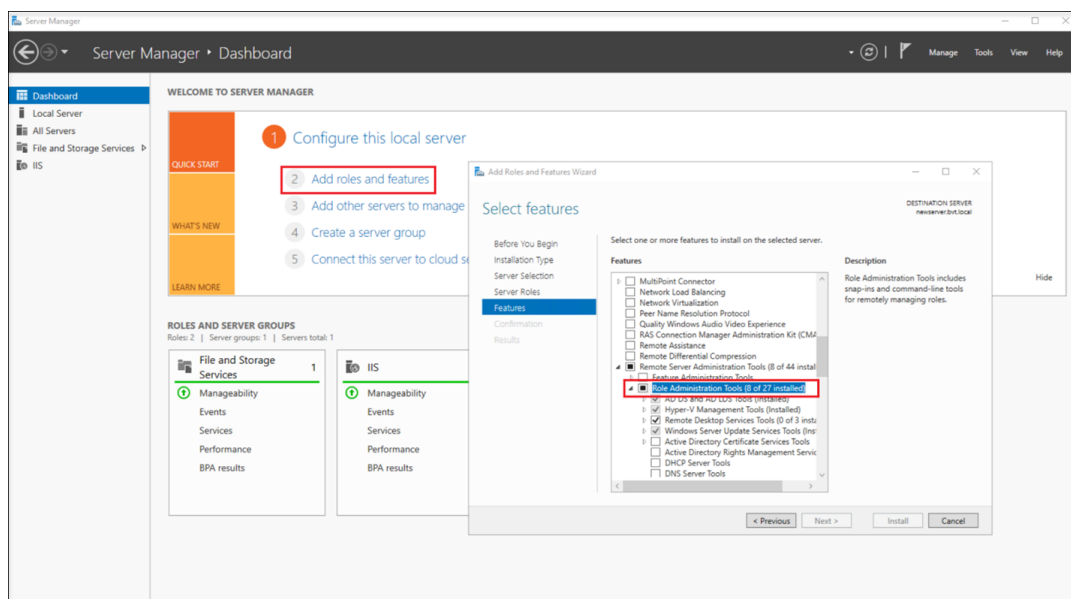 Server Manager
Server Manager • Dashboard
Manage Tools View Help
Dashboard
Local Server
All Servers
File and Storage Services
IIS
WELCOME TO SERVER MANAGER
QUICK START
WHAT'S NEW
LEARN MORE
1 Configure this local server
2 Add roles and features
3 Add other servers to manage
4 Create a server group
5 Connect this server to cloud se
Hide
ROLES AND SERVER GROUPS
Roles: 2 | Server groups: 1 | Servers total: 1
File and Storage
Services
1
Manageability
Events
Services
Performance
BPA results
IIS
Manageability
Events
Services
Performance
BPA results
Add Roles and Features Wizard
Select features
DESTINATION SERVER
newserver.bvt.local
Before You Begin
Installation Type
Server Selection
Server Roles
Features
Confirmation
Results
Select one or more features to install on the selected server.
Features
MultiPoint Connector
Network Load Balancing
Network Virtualization
Peer Name Resolution Protocol
Quality Windows Audio Video Experience
RAS Connection Manager Administration Kit (CMA
Remote Assistance
Remote Differential Compression
Remote Server Administration Tools (8 of 44 instal
Feature Administration Tools
Role Administration Tools (8 of 27 installed)
AD DS and AD LDS Tools (Installed)
Hyper-V Management Tools (Installed)
Remote Desktop Services Tools (0 of 3 insta
Windows Server Update Services Tools (Ins
Active Directory Certificate Services Tools
Active Directory Rights Management Servic
DHCP Server Tools
DNS Server Tools
Description
Role Administration Tools includes
snap-ins and command-line tools
for remotely managing roles.
< Previous Next > Install Cancel